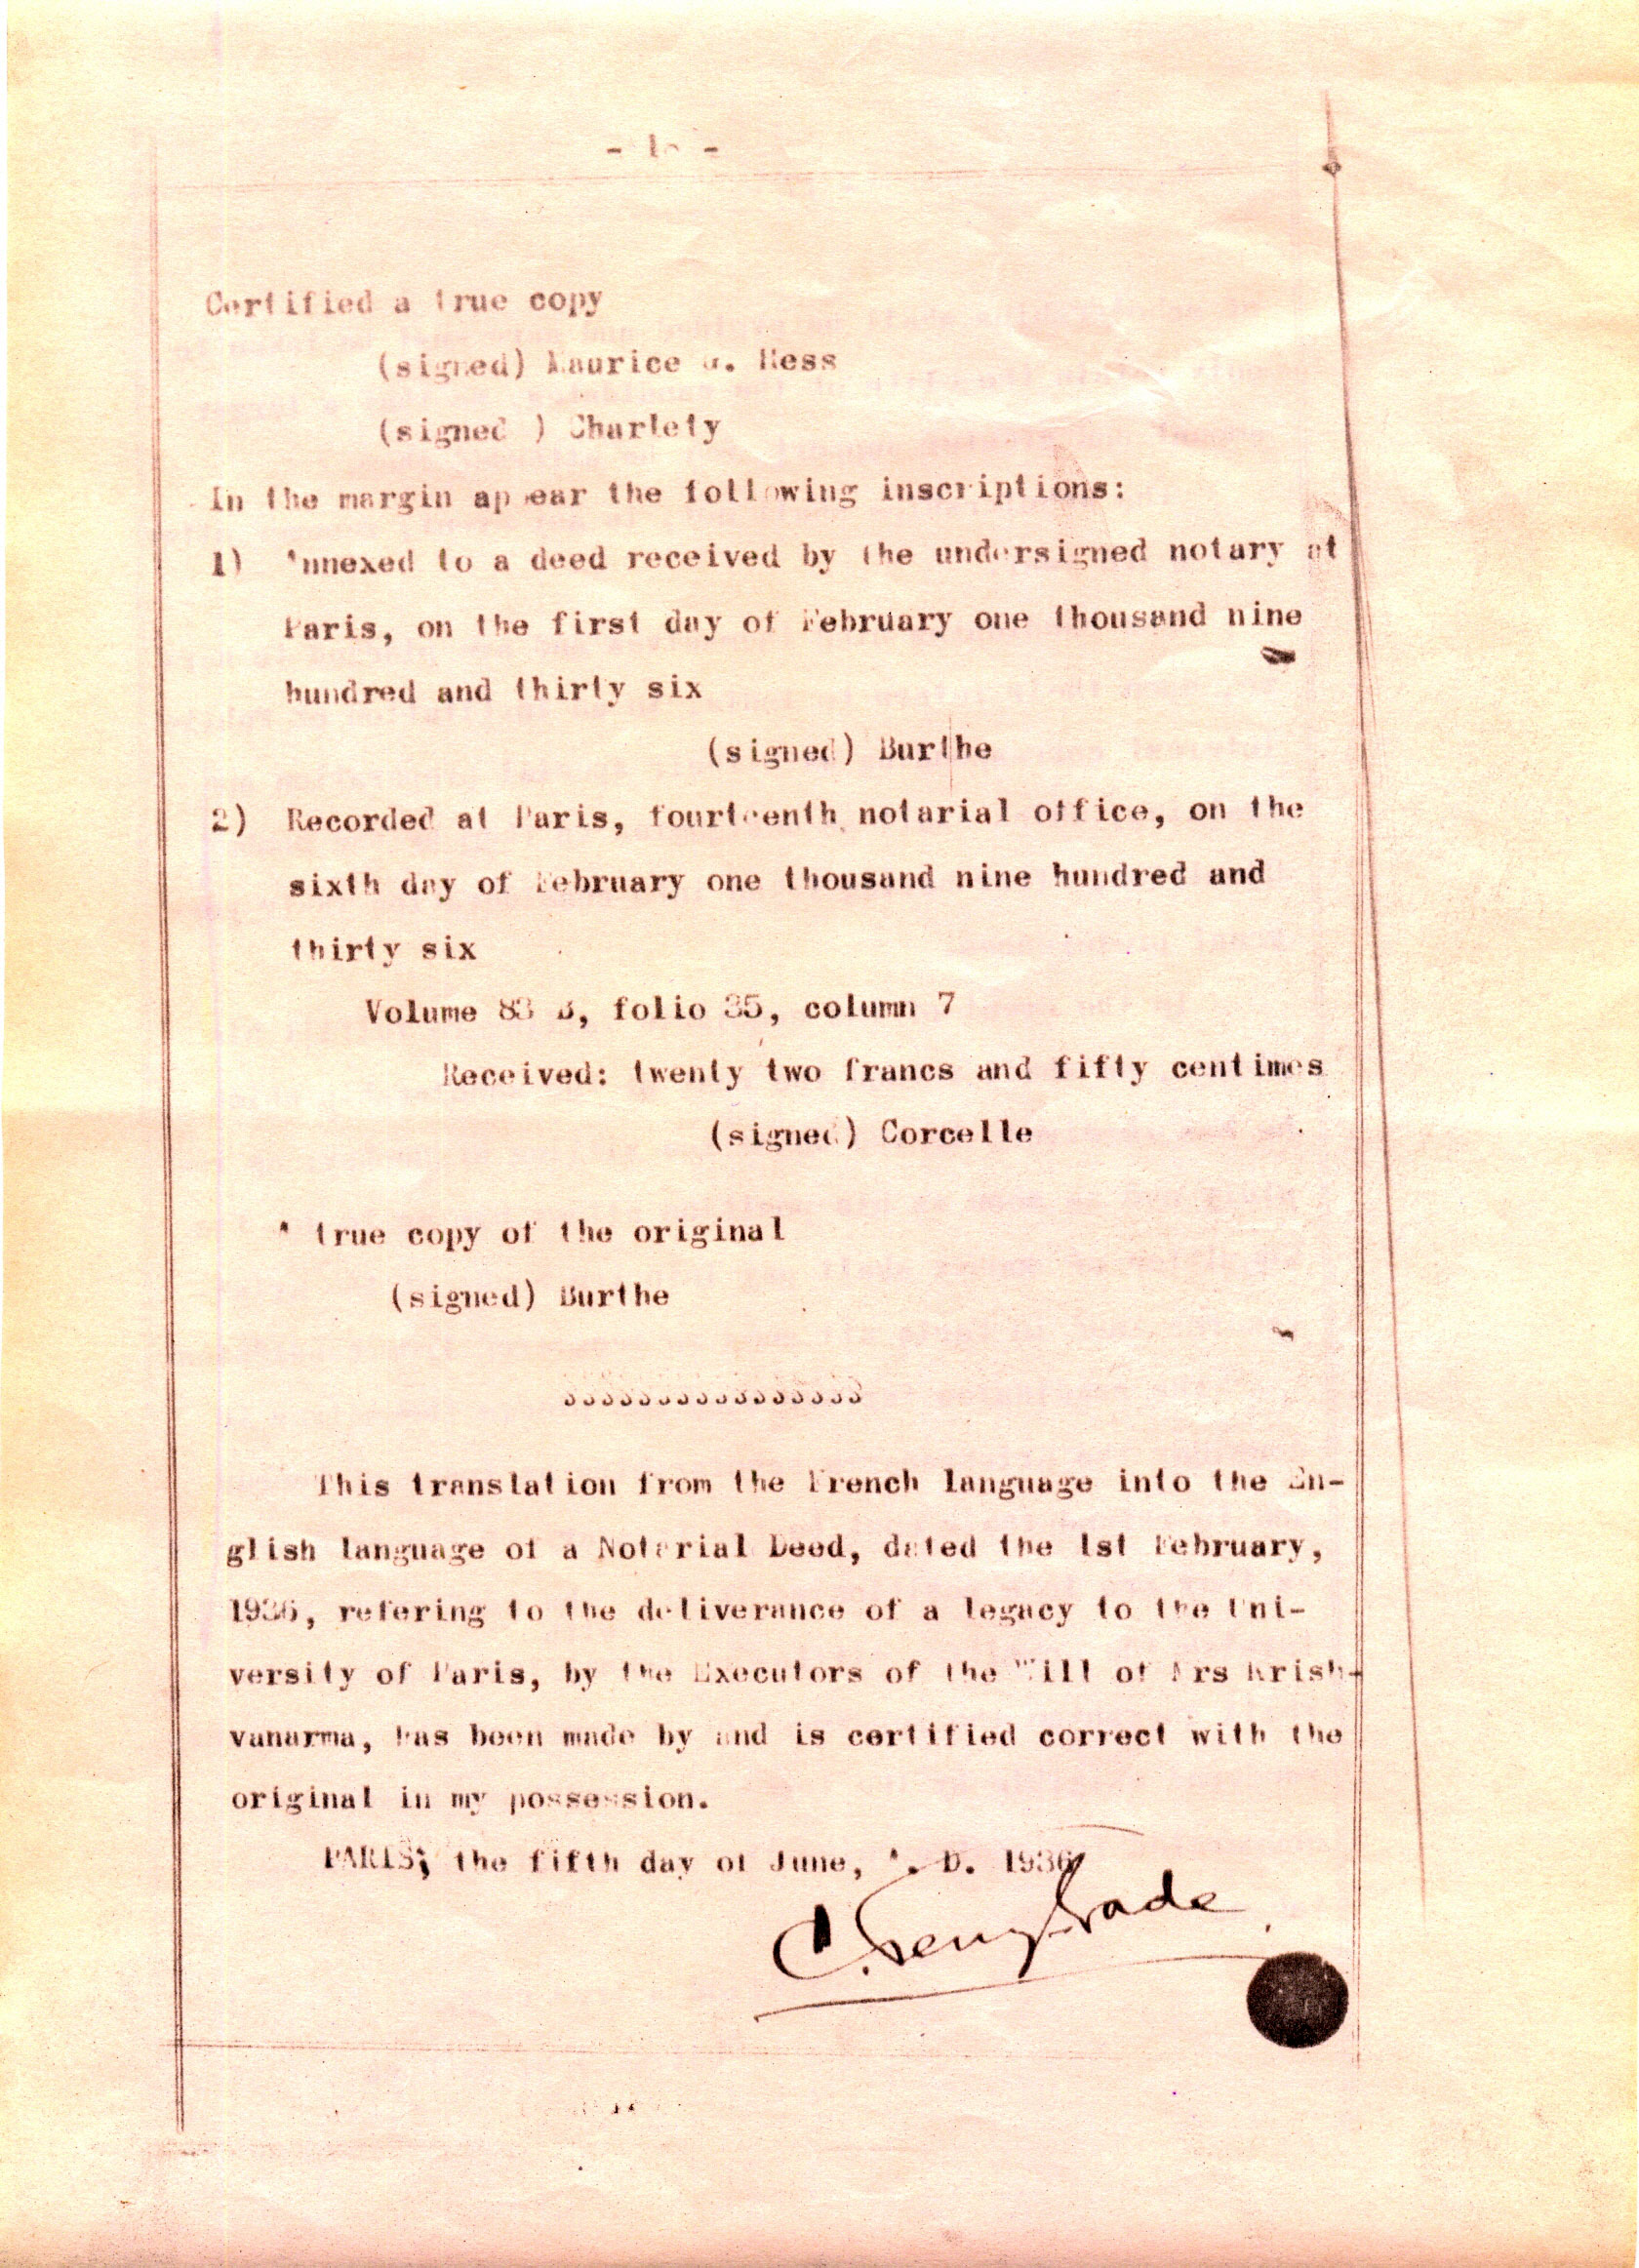 Certified a true copy
(signed) Maurice G. Hess
(signed ) Charlety
In the margin appear the following inscriptions:
1) Annexed to a deed received by the undersigned notary at
Paris, on the first day of February one thousand nine
hundred and thirty six
(signed) Burthe
2) Recorded at Paris, fourteenth notarial office, on the
sixth day of February one thousand nine hundred and
thirty six
Volume 83 B, folio 35, column 7
Received: twenty two francs and fifty centimes
(signed) Corcelle
A true copy of the original
(signed) Burthe
This translation from the French language into the En-
glish language of a Notarial Deed, dated the 1st February,
1936, refering to the deliverance of a legacy to the Uni-
versity of Paris, by the Executors of the Will of Mrs Krish-
vanarma, has been made by and is certified correct with the
original in my possession.
PARIS; the fifth day of June, A. D. 1936